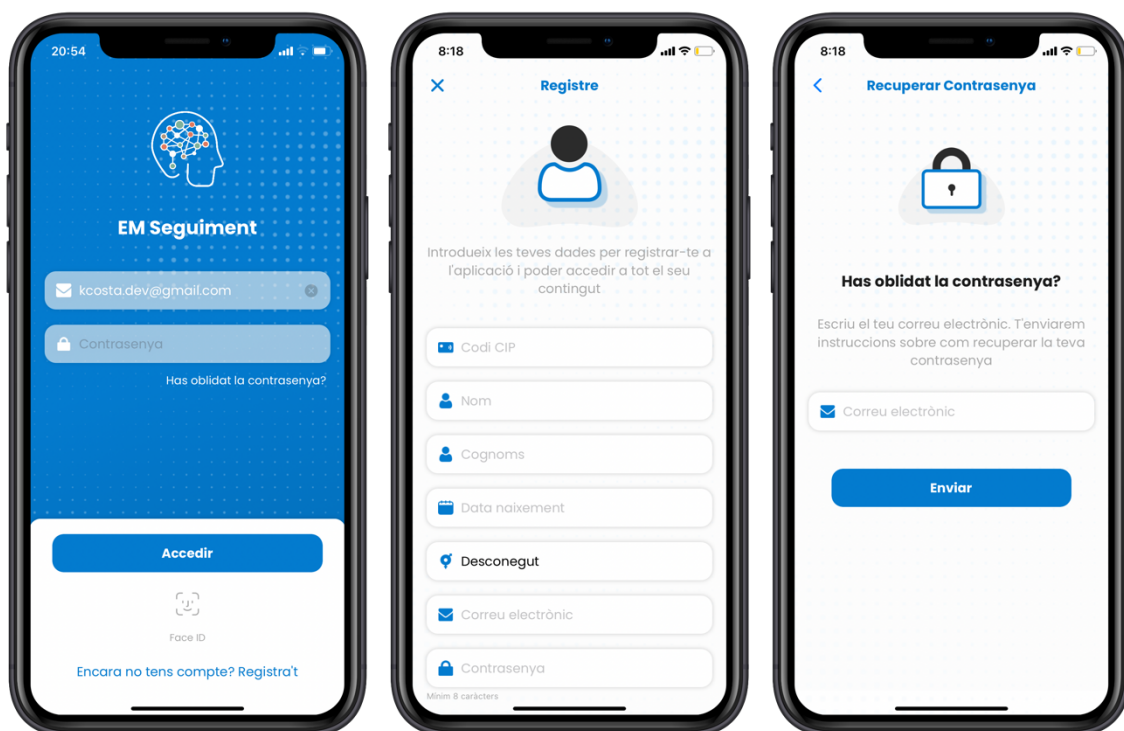 20:54
EM Seguiment
kcosta.dev@gmail.com
Contrasenya
Has oblidat la contrasenya?
Accedir
Face ID
Encara no tens compte? Registra't
8:18
Registre
Introdueix les teves dades per registrar-te a
l'aplicació i poder accedir a tot el seu
contingut
Codi CIP
Nom
Cognoms
Data naixement
Desconegut
Correu electrònic
Contrasenya
Mínim 8 caràcters
8:18
Recuperar Contrasenya
Has oblidat la contrasenya?
Escriu el teu correu electrònic. T'enviarem
instruccions sobre com recuperar la teva
contrasenya
Correu electrònic
Enviar